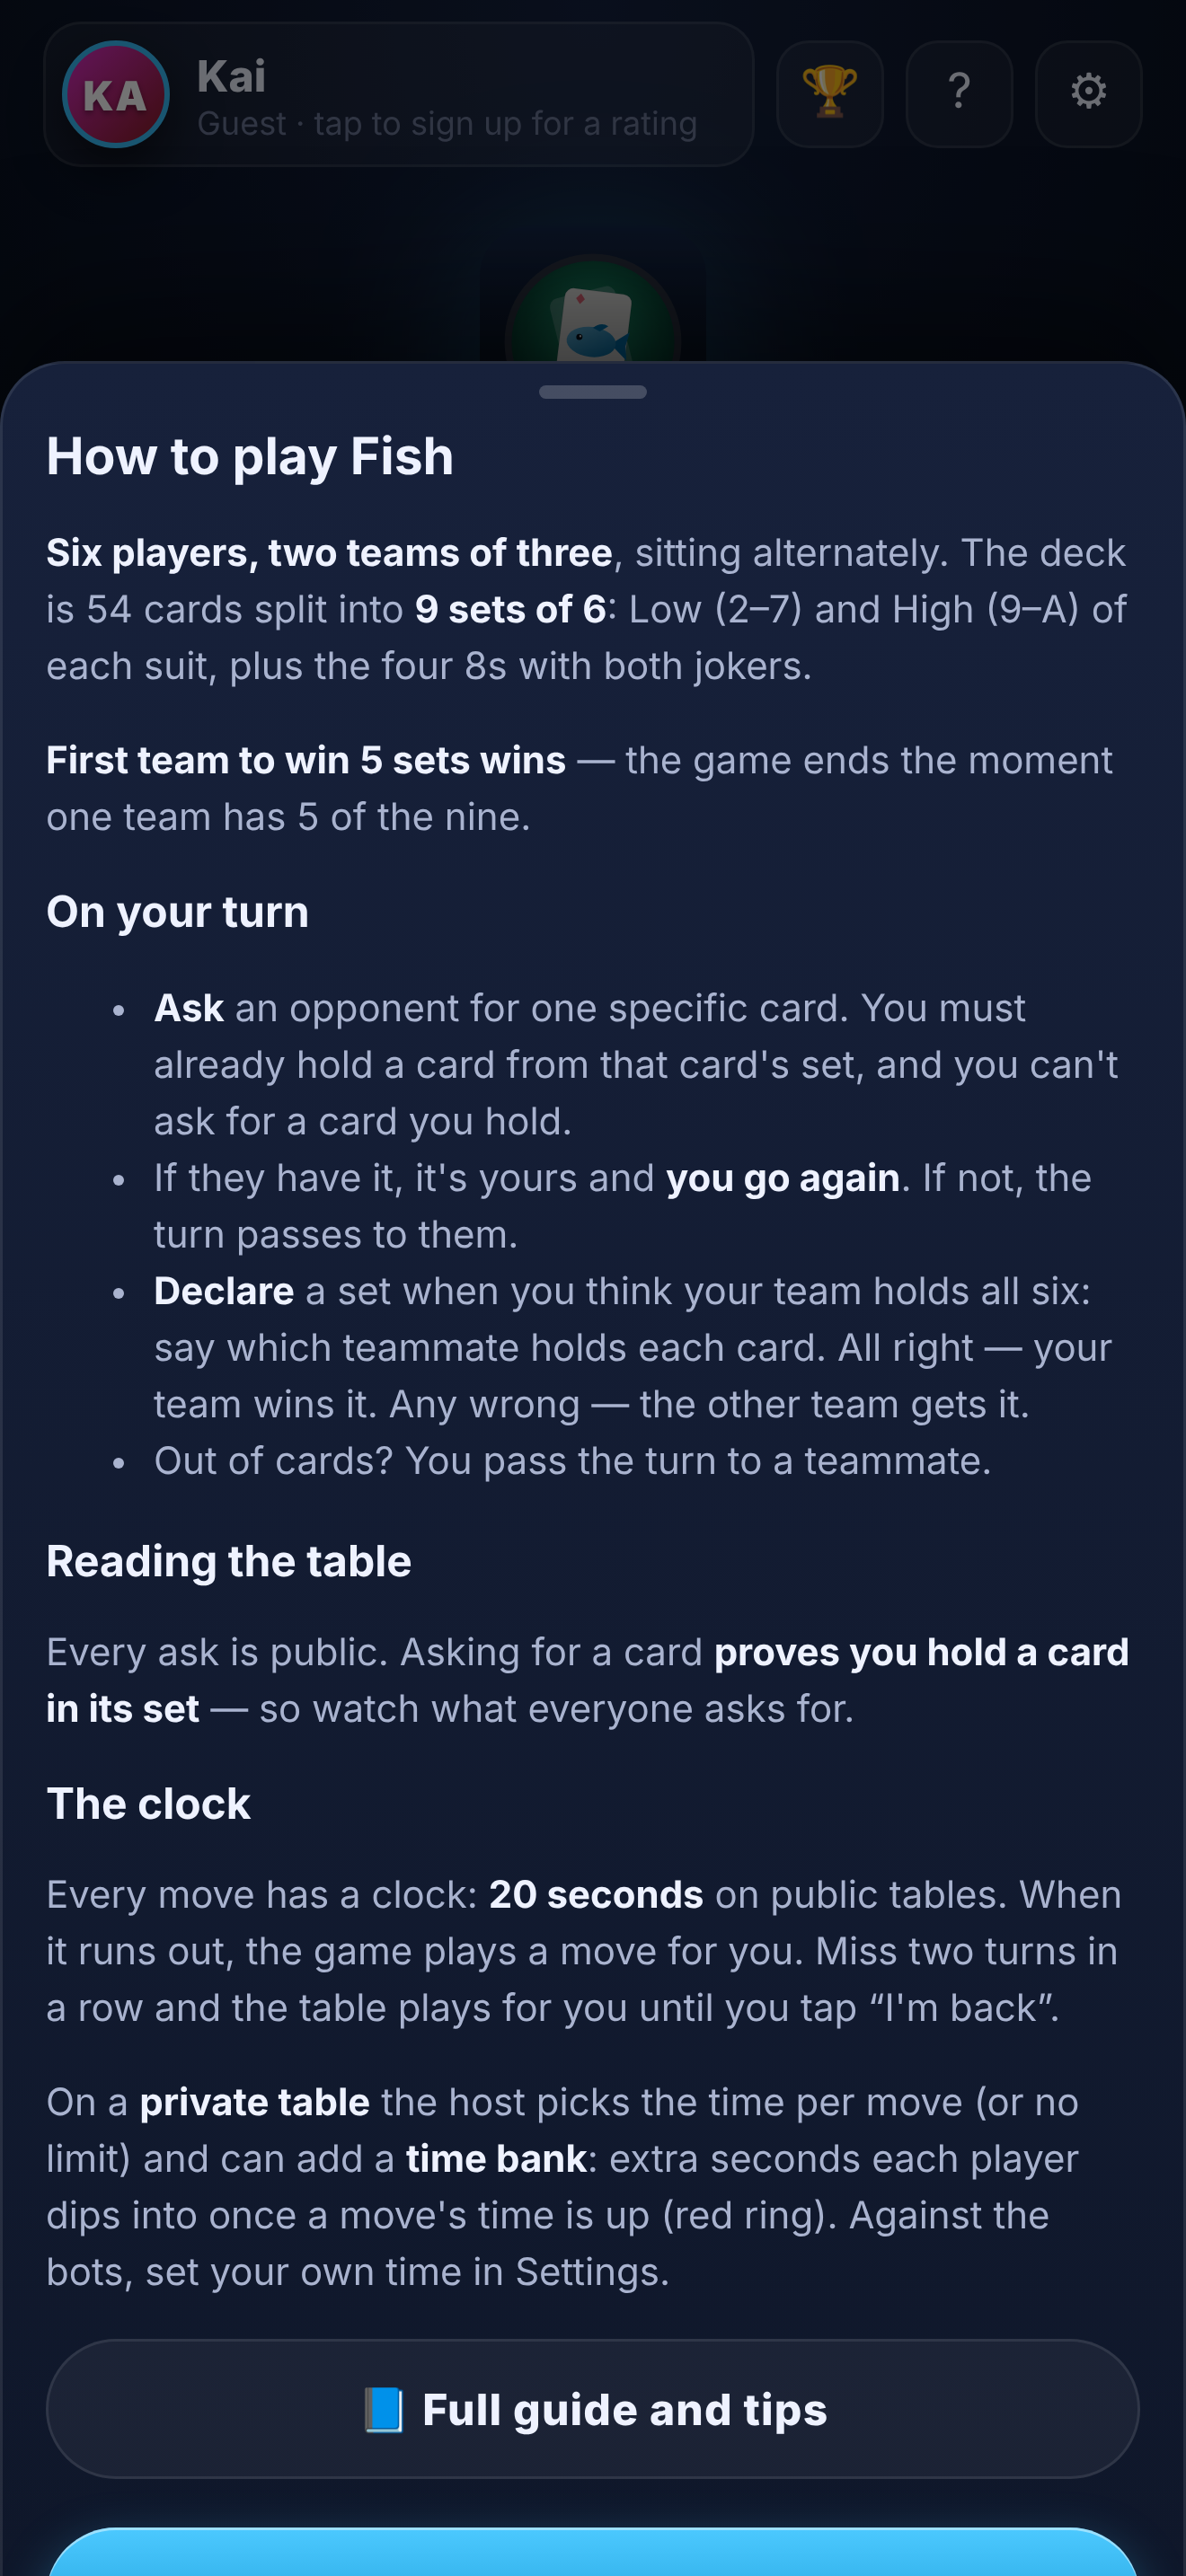 KA
Kai
Guest · tap to sign up for a rating
?
How to play Fish
Six players, two teams of three, sitting alternately. The deck
is 54 cards split into 9 sets of 6: Low (2–7) and High (9–A) of
each suit, plus the four 8s with both jokers.
First team to win 5 sets wins — the game ends the moment
one team has 5 of the nine.
On your turn
• Ask an opponent for one specific card. You must
already hold a card from that card's set, and you can't
ask for a card you hold.
• If they have it, it's yours and you go again. If not, the
turn passes to them.
• Declare a set when you think your team holds all six:
say which teammate holds each card. All right — your
team wins it. Any wrong — the other team gets it.
• Out of cards? You pass the turn to a teammate.
Reading the table
Every ask is public. Asking for a card proves you hold a card
in its set — so watch what everyone asks for.
The clock
Every move has a clock: 20 seconds on public tables. When
it runs out, the game plays a move for you. Miss two turns in
a row and the table plays for you until you tap “I'm back”.
On a private table the host picks the time per move (or no
limit) and can add a time bank: extra seconds each player
dips into once a move's time is up (red ring). Against the
bots, set your own time in Settings.
Full guide and tips